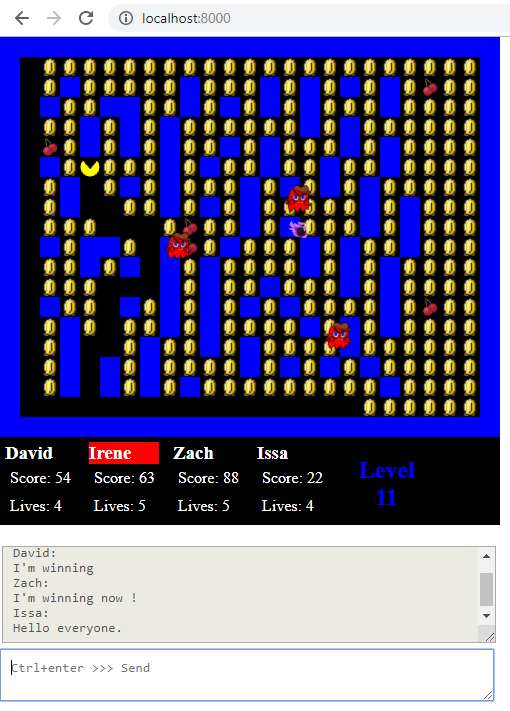 localhost:8000
David Irene Zach Issa
Score: 54 Score: 63 Score: 88 Score: 22
Lives: 4 Lives: 5 Lives: 5 Lives: 4
Level
11
David:
I'm winning
Zach:
I'm winning now !
Issa:
Hello everyone.
Ctrl+enter >>> Send